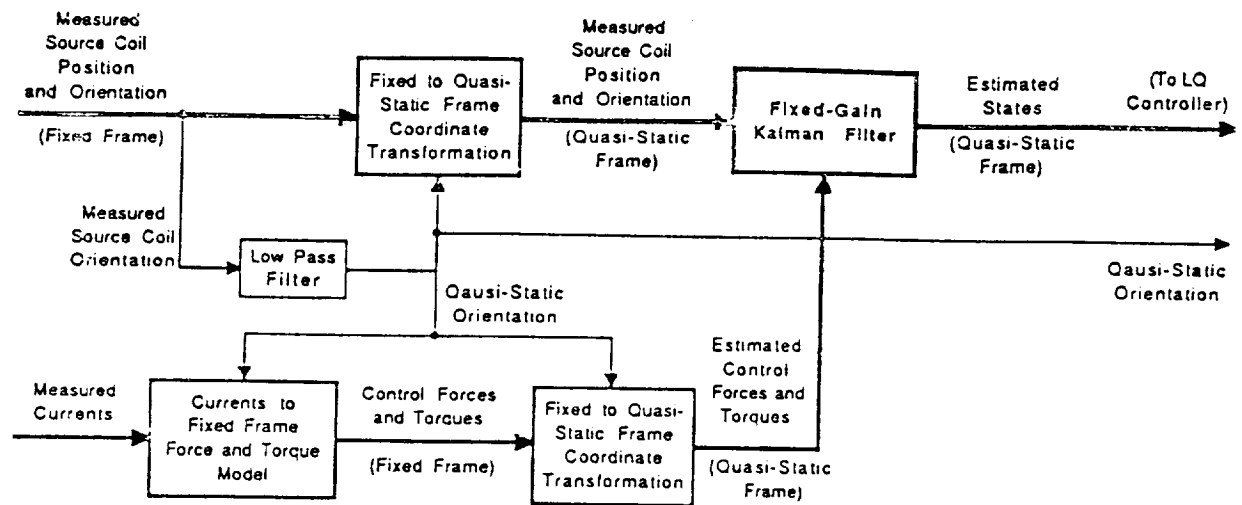 Measured
Source Coil
Position
and Orientation
(Fixed Frame)
Fixed to Quasi-
Static Frame
Coordinate
Transformation
Measured
Source Coil
Position
and Orientation
(Quasi-Static
Frame)
Fixed-Gain
Kalman Filter
Estimated
States
(Quasi-Static
Frame)
(To LQ
Controller)
Measured
Source Coil
Orientation
Low Pass
Filter
Qausi-Static
Orientation
Qausi-Static
Orientation
Measured
Currents
Currents to
Fixed Frame
Force and Torque
Model
Control Forces
and Torques
(Fixed Frame)
Fixed to Quasi-
Static Frame
Coordinate
Transformation
Estimated
Control
Forces and
Torques
(Quasi-Static
Frame)